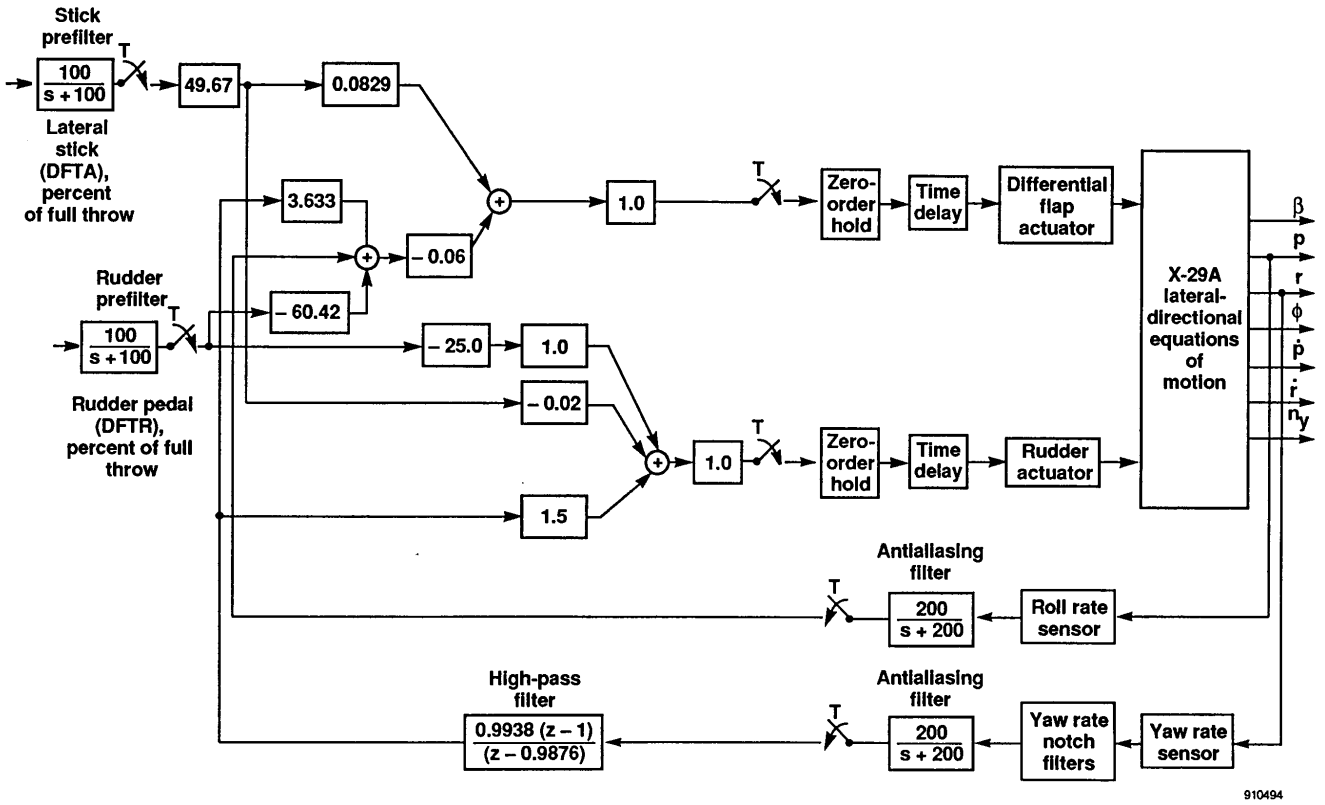 Stick
prefilter
T
100
s + 100
49.67
0.0829
Lateral
stick
(DFTA),
percent
of full throw
3.633
+
1.0
T
Zero-
order
hold
Time
delay
Differential
flap
actuator
+
- 0.06
Rudder
prefilter
T
- 60.42
100
s + 100
- 25.0
1.0
- 0.02
Rudder pedal
(DFTR),
percent of full
throw
+
1.0
T
Zero-
order
hold
Time
delay
Rudder
actuator
1.5
X-29A
lateral-
directional
equations
of
motion
β
p
r
ϕ
ṗ
ṙ
ny
Antialiasing
filter
T
200
s + 200
Roll rate
sensor
High-pass
filter
0.9938 (z – 1)
(z – 0.9876)
Antialiasing
filter
T
200
s + 200
Yaw rate
notch
filters
Yaw rate
sensor
910494